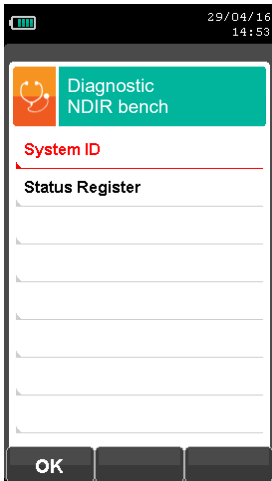 29/04/16
14:53
Diagnostic
NDIR bench
System ID
Status Register
OK